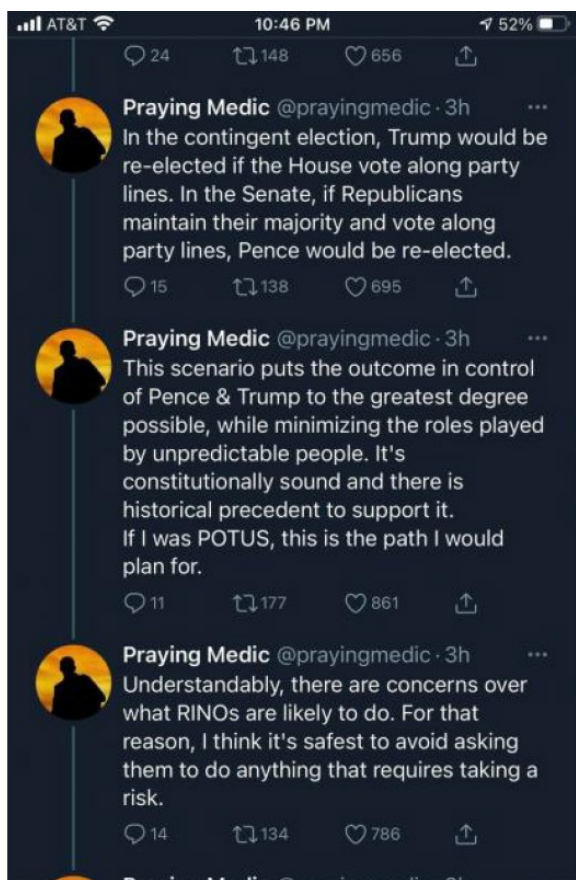 AT&T 10:46 PM 52%
24 148 656
Praying Medic @prayingmedic · 3h
In the contingent election, Trump would be
re-elected if the House vote along party
lines. In the Senate, if Republicans
maintain their majority and vote along
party lines, Pence would be re-elected.
15 138 695
Praying Medic @prayingmedic · 3h
This scenario puts the outcome in control
of Pence & Trump to the greatest degree
possible, while minimizing the roles played
by unpredictable people. It's
constitutionally sound and there is
historical precedent to support it.
If I was POTUS, this is the path I would
plan for.
11 177 861
Praying Medic @prayingmedic · 3h
Understandably, there are concerns over
what RINOs are likely to do. For that
reason, I think it's safest to avoid asking
them to do anything that requires taking a
risk.
14 134 786